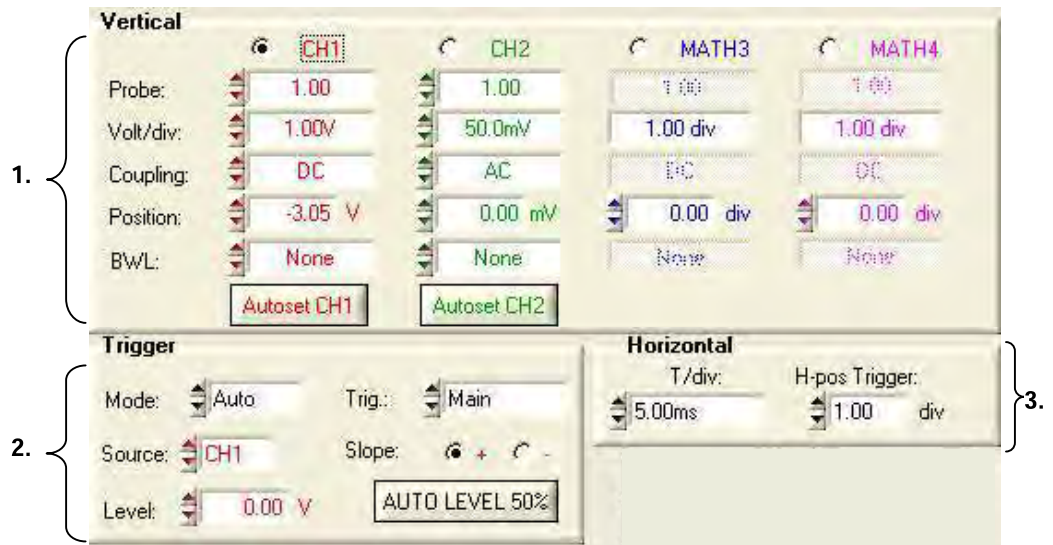 Vertical
CH1 CH2 MATH3 MATH4
Probe: 1.00 1.00 1.00 1.00
Volt/div: 1.00V 50.0mV 1.00 div 1.00 div
1. Coupling: DC AC DC DC
Position: -3.05 V 0.00 mV 0.00 div 0.00 div
BWL: None None None None
Autoset CH1 Autoset CH2
Trigger
Mode: Auto Trig.: Main
2. Source: CH1 Slope: + -
Level: 0.00 V AUTO LEVEL 50%
Horizontal
T/div: H-pos Trigger:
5.00ms 1.00 div 3.